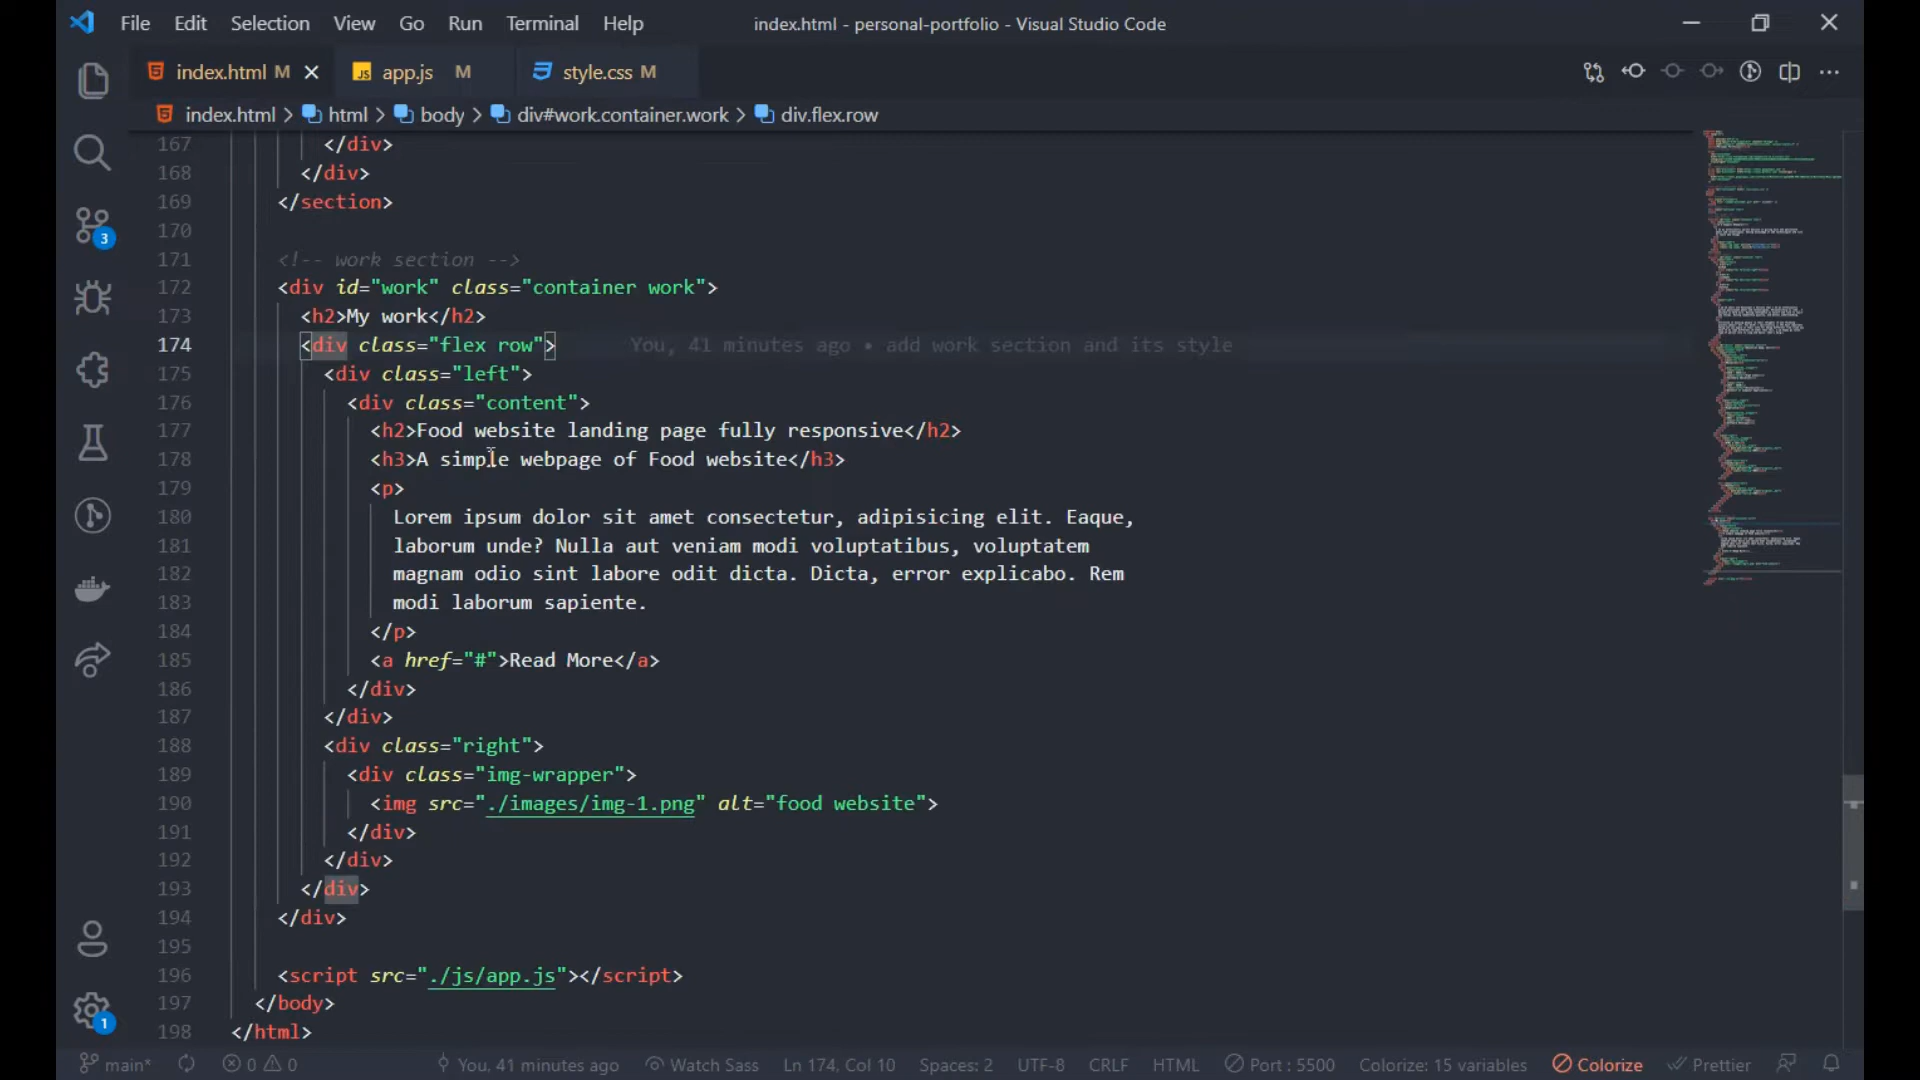 File Edit Selection View Go Run Terminal Help index.html - personal-portfolio - Visual Studio Code
index.html M app.js M style.css M
index.html > html > body > div#work.container.work > div.flex.row
167 </div>
168 </div>
169 </section>
170
171 <!-- work section -->
172 <div id="work" class="container work">
173 <h2>My work</h2>
174 <div class="flex row"> You, 41 minutes ago • add work section and its style
175 <div class="left">
176 <div class="content">
177 <h2>Food website landing page fully responsive</h2>
178 <h3>A simple webpage of Food website</h3>
179 <p>
180 Lorem ipsum dolor sit amet consectetur, adipisicing elit. Eaque,
181 laborum unde? Nulla aut veniam modi voluptatibus, voluptatem
182 magnam odio sint labore odit dicta. Dicta, error explicabo. Rem
183 modi laborum sapiente.
184 </p>
185 <a href="#">Read More</a>
186 </div>
187 </div>
188 <div class="right">
189 <div class="img-wrapper">
190 <img src="./images/img-1.png" alt="food website">
191 </div>
192 </div>
193 </div>
194 </div>
195
196 <script src="./js/app.js"></script>
197 </body>
198 </html>
3
1
main* 0 0 You, 41 minutes ago Watch Sass Ln 174, Col 10 Spaces: 2 UTF-8 CRLF HTML Port : 5500 Colorize: 15 variables Colorize Prettier